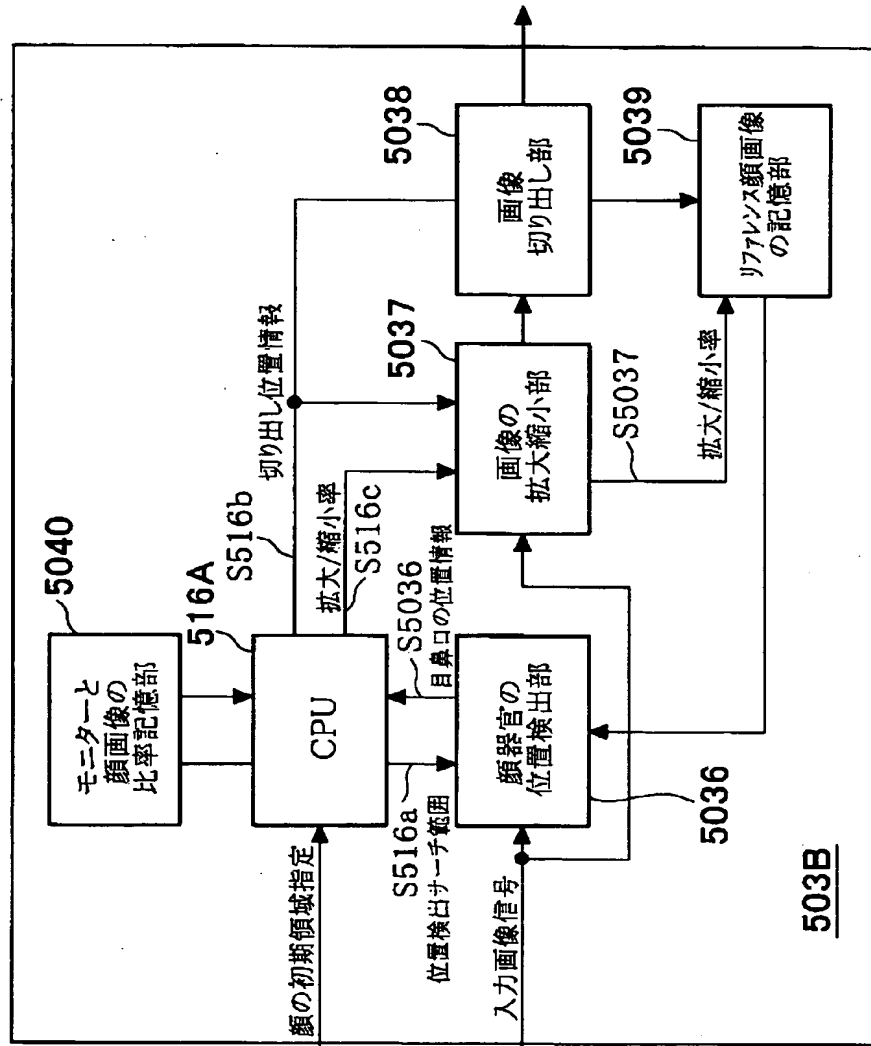 5040
モニターと
顔画像の
比率記憶部
516A
CPU
S516b
切り出し位置情報
拡大/縮小率
S516c
顔の初期領域指定
S516a
位置検出サーチ範囲
S5036
目鼻口の位置情報
入力画像信号
顔器官の
位置検出部
5036
5037
画像の
拡大縮小部
S5037
拡大/縮小率
5038
画像
切り出し部
5039
リファレンス顔画像
の記憶部
503B